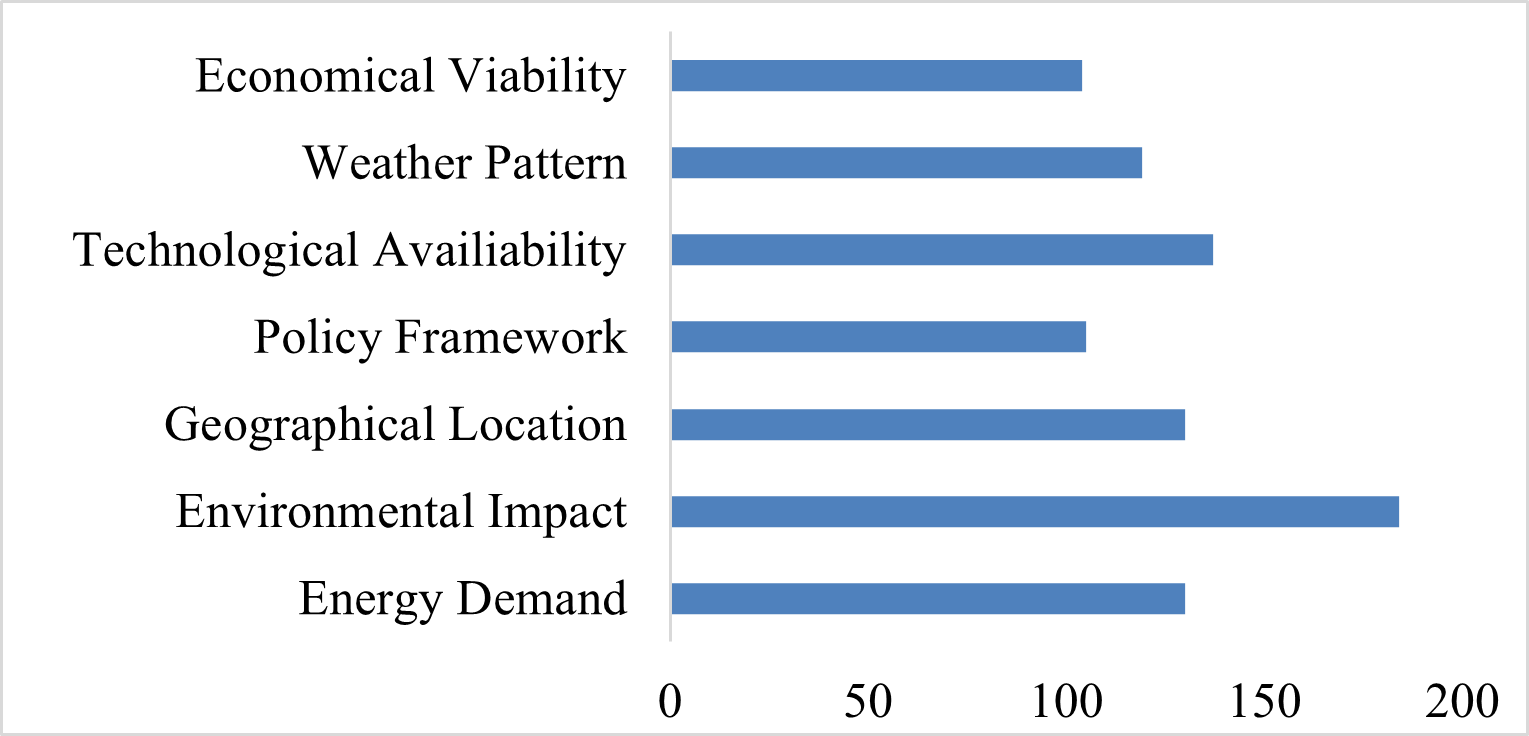 Economical Viability
Weather Pattern
Technological Availiability
Policy Framework
Geographical Location
Environmental Impact
Energy Demand
0 50 100 150 200